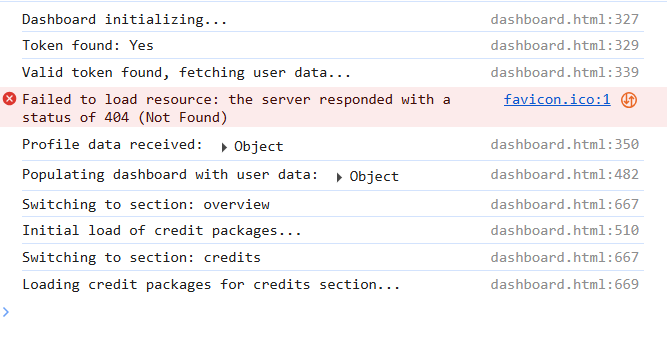 Dashboard initializing... dashboard.html:327
Token found: Yes dashboard.html:329
Valid token found, fetching user data... dashboard.html:339
Failed to load resource: the server responded with a favicon.ico:1
status of 404 (Not Found)
Profile data received: Object dashboard.html:350
Populating dashboard with user data: Object dashboard.html:482
Switching to section: overview dashboard.html:667
Initial load of credit packages... dashboard.html:510
Switching to section: credits dashboard.html:667
Loading credit packages for credits section... dashboard.html:669